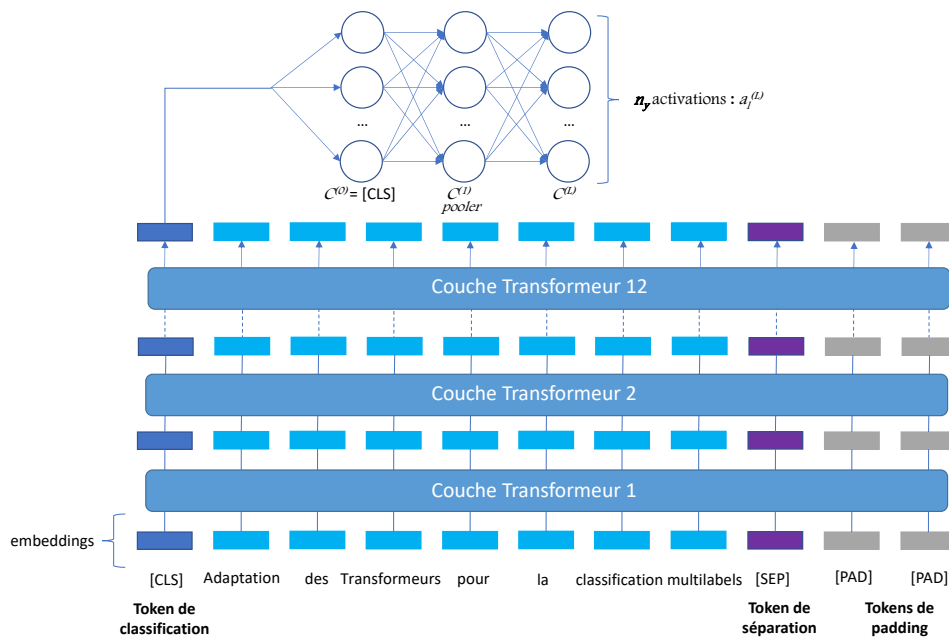 ...
...
...
n_y activations : a_1^(L)
C^(0) = [CLS]
C^(1)
pooler
C^(L)
Couche Transformeur 12
Couche Transformeur 2
Couche Transformeur 1
embeddings
[CLS] Adaptation des Transformeurs pour la classification multilabels [SEP] [PAD] [PAD]
Token de
classification
Token de
séparation
Tokens de
padding